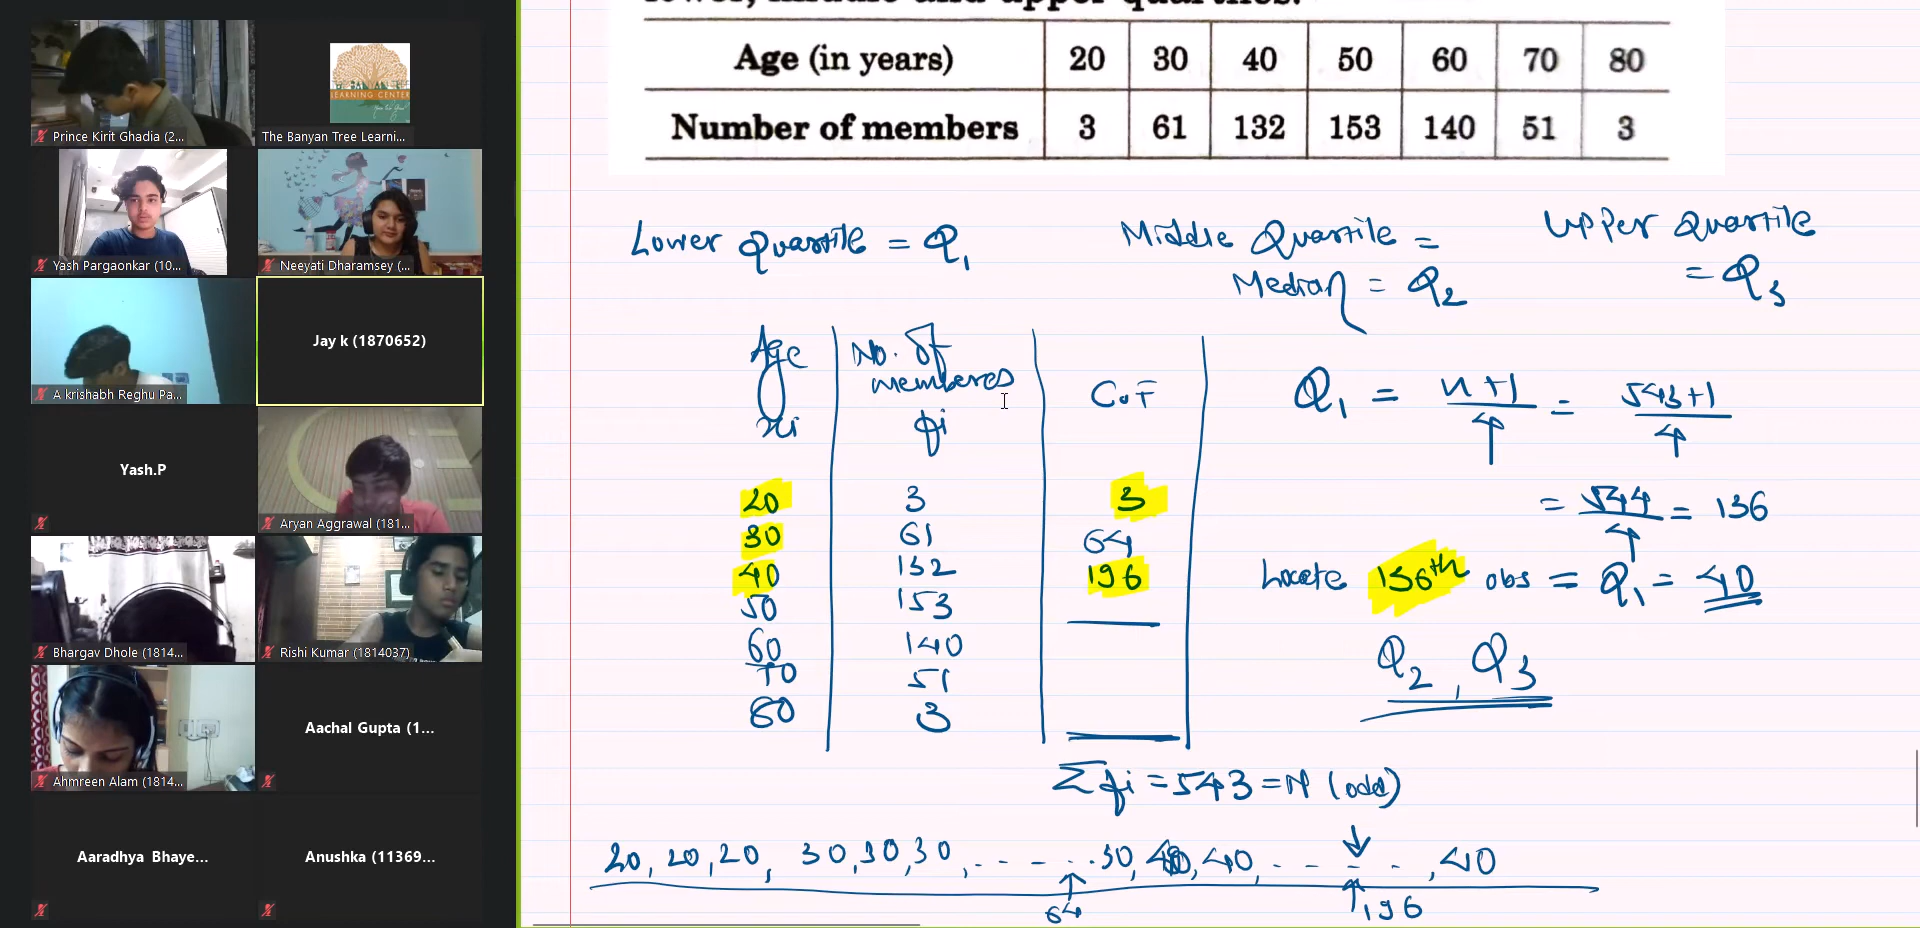 Prince Kirit Ghadia (2...
LEARNING CENTER
The Banyan Tree Learni...
Yash Pargaonkar (10...
Neeyati Dharamsey (...
A krishabh Reghu Pa...
Jay k (1870652)
Yash.P
Aryan Aggrawal (181...
Bhargav Dhole (1814...
Rishi Kumar (1814037)
Ahmreen Alam (1814...
Aachal Gupta (1...
Aaradhya Bhaye...
Anushka (11369...
lower, middle and upper quartiles.
Age (in years) 20 30 40 50 60 70 80
Number of members 3 61 132 153 140 51 3
Lower Quartile = Q1
Middle Quartile =
Median = Q2
Upper Quartile
= Q3
Age xi
No. of members fi
C.F
20 3 3
30 61 64
40 132 196
50 153
60 140
70 51
80 3
Σfi = 543 = N (odd)
Q1 = n+1/4 = 543+1/4
= 544/4 = 136
Locate 136th obs = Q1 = 40
Q2, Q3
20, 20, 20, 30, 30, 30, - - - . . 30, 40, 40, . - - - . , 40
64
196